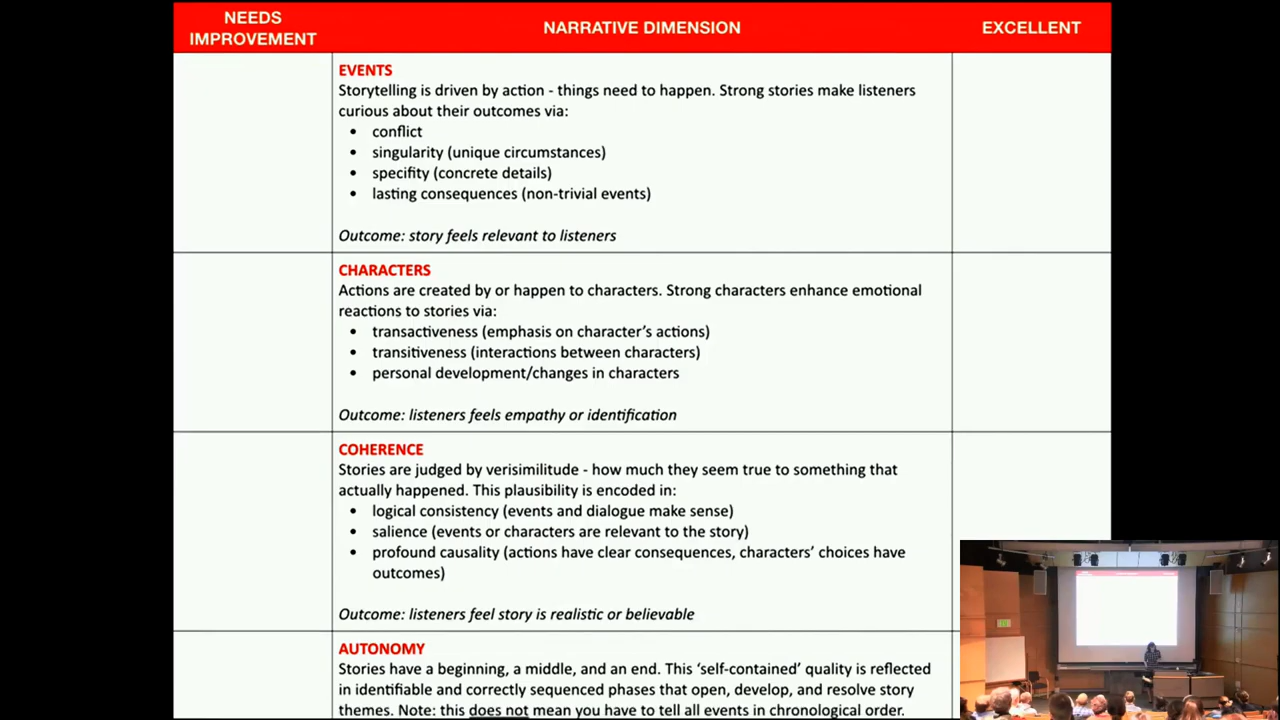 NEEDS
IMPROVEMENT
NARRATIVE DIMENSION
EXCELLENT
EVENTS
Storytelling is driven by action - things need to happen. Strong stories make listeners
curious about their outcomes via:
• conflict
• singularity (unique circumstances)
• specifity (concrete details)
• lasting consequences (non-trivial events)
Outcome: story feels relevant to listeners
CHARACTERS
Actions are created by or happen to characters. Strong characters enhance emotional
reactions to stories via:
• transactiveness (emphasis on character's actions)
• transitiveness (interactions between characters)
• personal development/changes in characters
Outcome: listeners feels empathy or identification
COHERENCE
Stories are judged by verisimilitude - how much they seem true to something that
actually happened. This plausibility is encoded in:
• logical consistency (events and dialogue make sense)
• salience (events or characters are relevant to the story)
• profound causality (actions have clear consequences, characters' choices have
outcomes)
Outcome: listeners feel story is realistic or believable
AUTONOMY
Stories have a beginning, a middle, and an end. This 'self-contained' quality is reflected
in identifiable and correctly sequenced phases that open, develop, and resolve story
themes. Note: this does not mean you have to tell all events in chronological order.